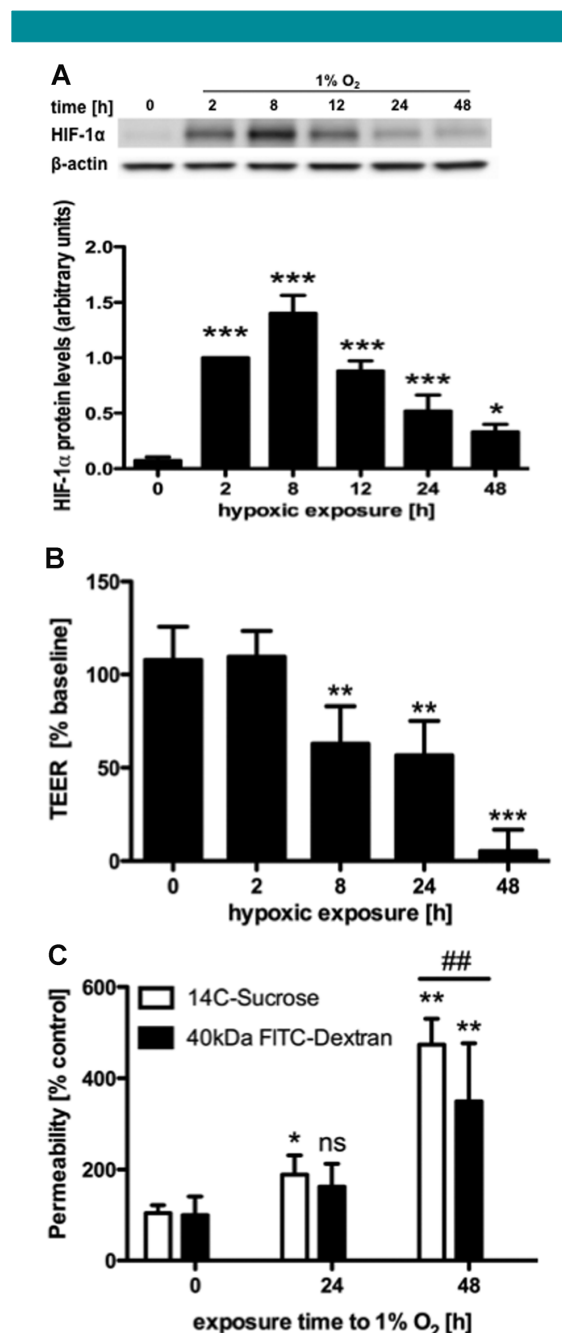 A
1% O₂
time [h] 0 2 8 12 24 48
HIF-1α
β-actin
HIF-1α protein levels (arbitrary units)
2.0
1.5
1.0
0.5
0.0
***
***
***
***
*
0 2 8 12 24 48
hypoxic exposure [h]
B
TEER [% baseline]
150
100
50
0
**
**
***
0 2 8 24 48
hypoxic exposure [h]
C
Permeability [% control]
600
400
200
0
14C-Sucrose
40kDa FITC-Dextran
##
**
**
*
ns
0 24 48
exposure time to 1% O₂ [h]